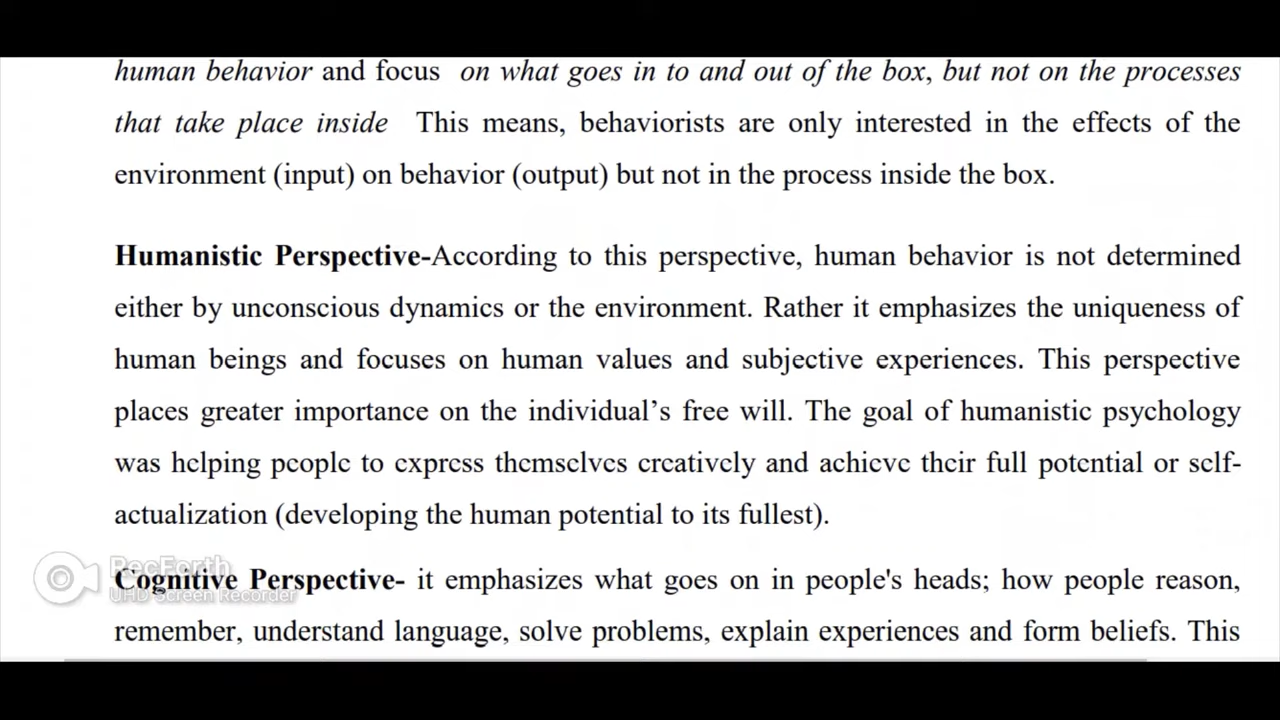 human behavior and focus on what goes in to and out of the box, but not on the processes
that take place inside This means, behaviorists are only interested in the effects of the
environment (input) on behavior (output) but not in the process inside the box.
Humanistic Perspective-According to this perspective, human behavior is not determined
either by unconscious dynamics or the environment. Rather it emphasizes the uniqueness of
human beings and focuses on human values and subjective experiences. This perspective
places greater importance on the individual's free will. The goal of humanistic psychology
was helping people to express themselves creatively and achieve their full potential or self-
actualization (developing the human potential to its fullest).
RecForth
Cognitive Perspective- it emphasizes what goes on in people's heads; how people reason,
UHD Screen Recorder
remember, understand language, solve problems, explain experiences and form beliefs. This